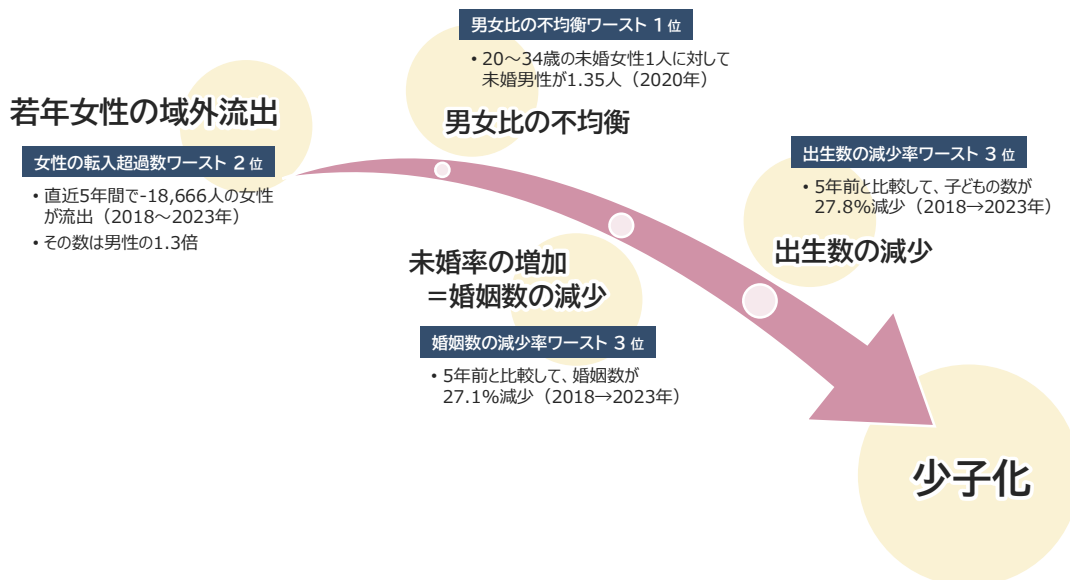 若年女性の域外流出
女性の転入超過数ワースト 2 位
• 直近5年間で-18,666人の女性
が流出（2018～2023年）
• その数は男性の1.3倍
男女比の不均衡ワースト 1 位
• 20～34歳の未婚女性1人に対して
未婚男性が1.35人（2020年）
男女比の不均衡
未婚率の増加
＝婚姻数の減少
婚姻数の減少率ワースト 3 位
• 5年前と比較して、婚姻数が
27.1%減少（2018→2023年）
出生数の減少率ワースト 3 位
• 5年前と比較して、子どもの数が
27.8%減少（2018→2023年）
出生数の減少
少子化